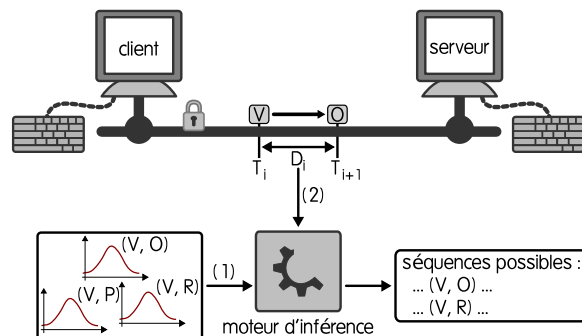 client
serveur
V
O
T i
D i
T i+1
(2)
(V, O)
(V, P)
(V, R)
(1)
moteur d'inférence
séquences possibles :
... (V, O) ...
... (V, R) ...